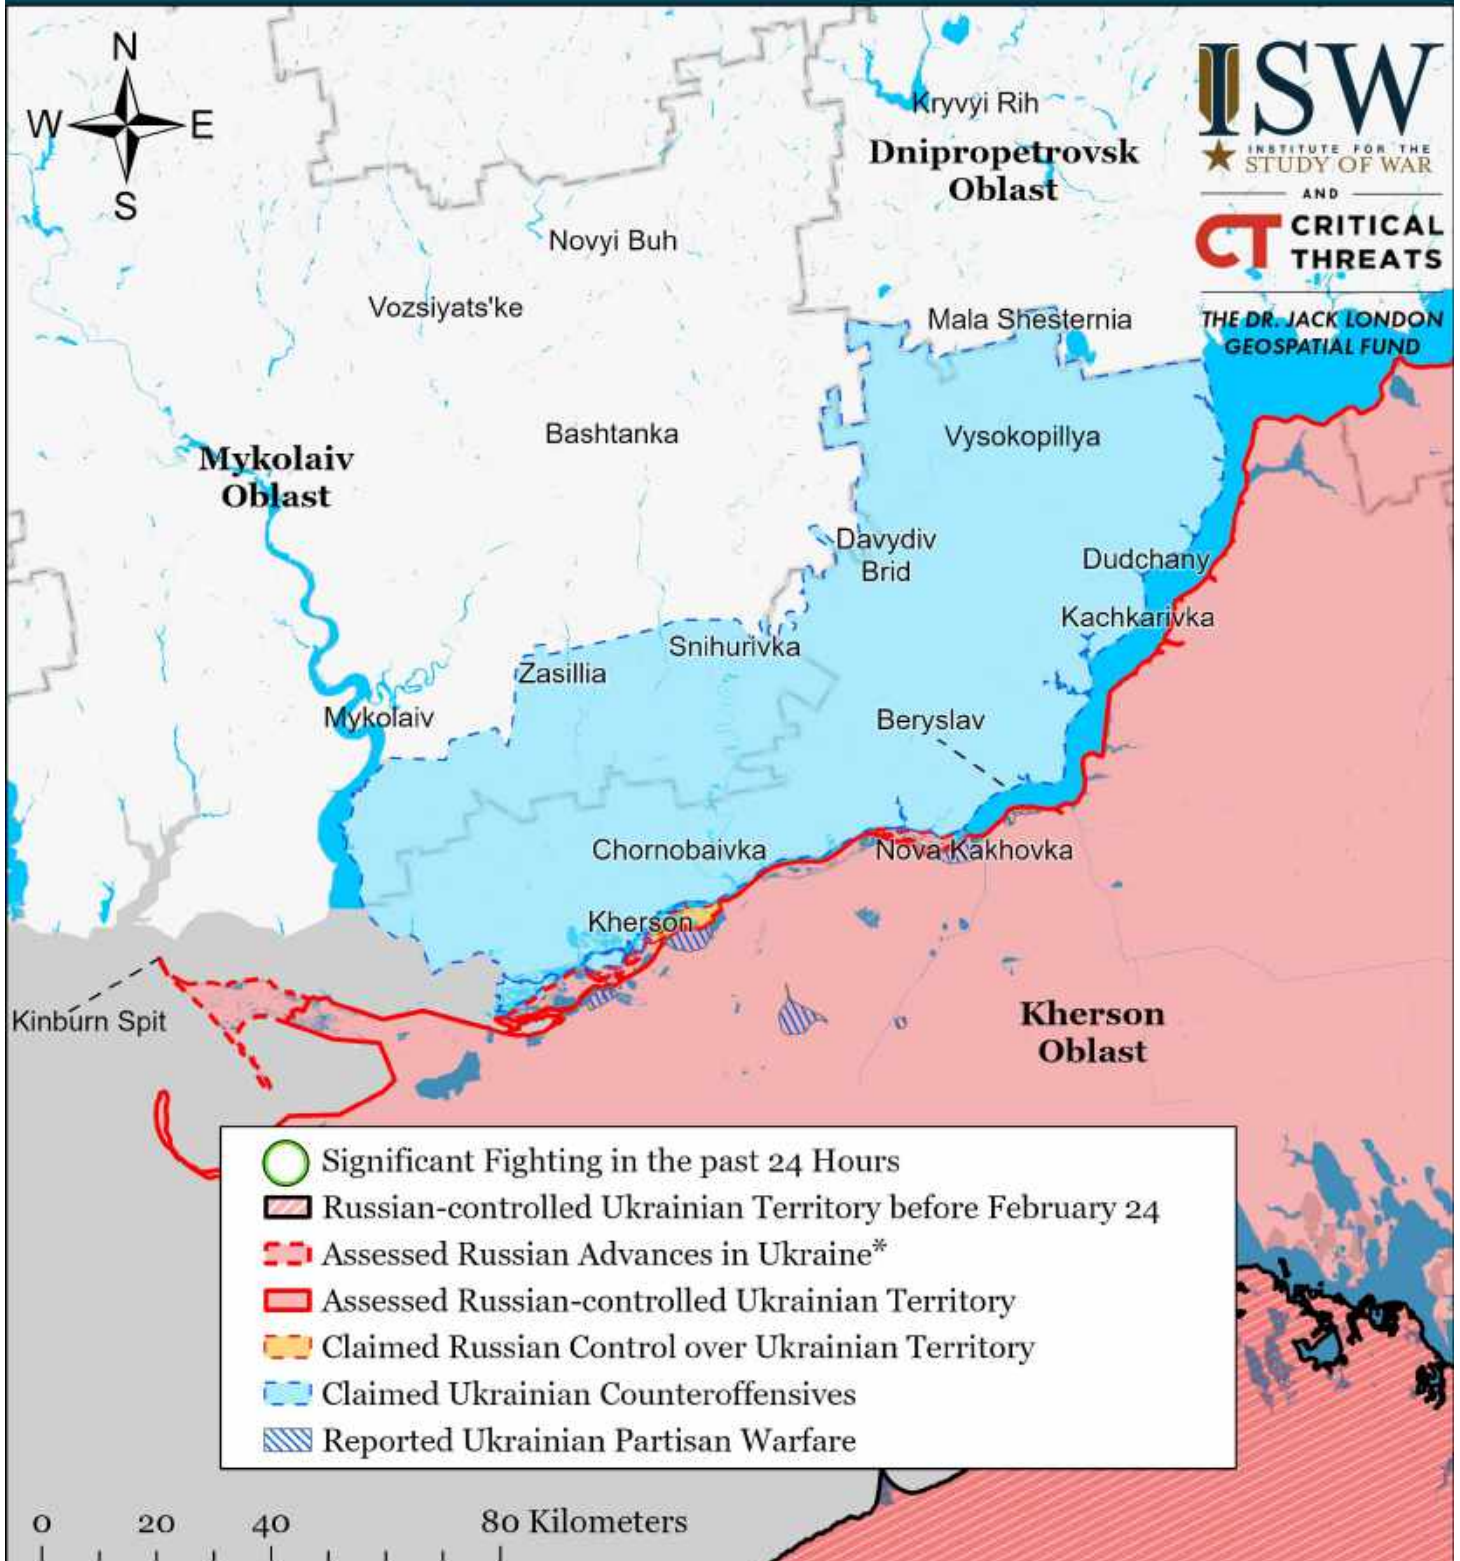 N
W
E
S
ISW
INSTITUTE FOR THE
STUDY OF WAR
AND
CT CRITICAL
THREATS
THE DR. JACK LONDON
GEOSPATIAL FUND
Kryvyi Rih
Dnipropetrovsk
Oblast
Novyi Buh
Vozsiyats'ke
Mala Shesternia
Bashtanka
Vysokopillya
Mykolaiv
Oblast
Davydiv
Brid
Dudchany
Kachkarivka
Snihurivka
Zasillia
Mykolaiv
Beryslav
Chornobaivka
Nova Kakhovka
Kherson
Kinburn Spit
Kherson
Oblast
Significant Fighting in the past 24 Hours
Russian-controlled Ukrainian Territory before February 24
Assessed Russian Advances in Ukraine*
Assessed Russian-controlled Ukrainian Territory
Claimed Russian Control over Ukrainian Territory
Claimed Ukrainian Counteroffensives
Reported Ukrainian Partisan Warfare
0 20 40 80 Kilometers